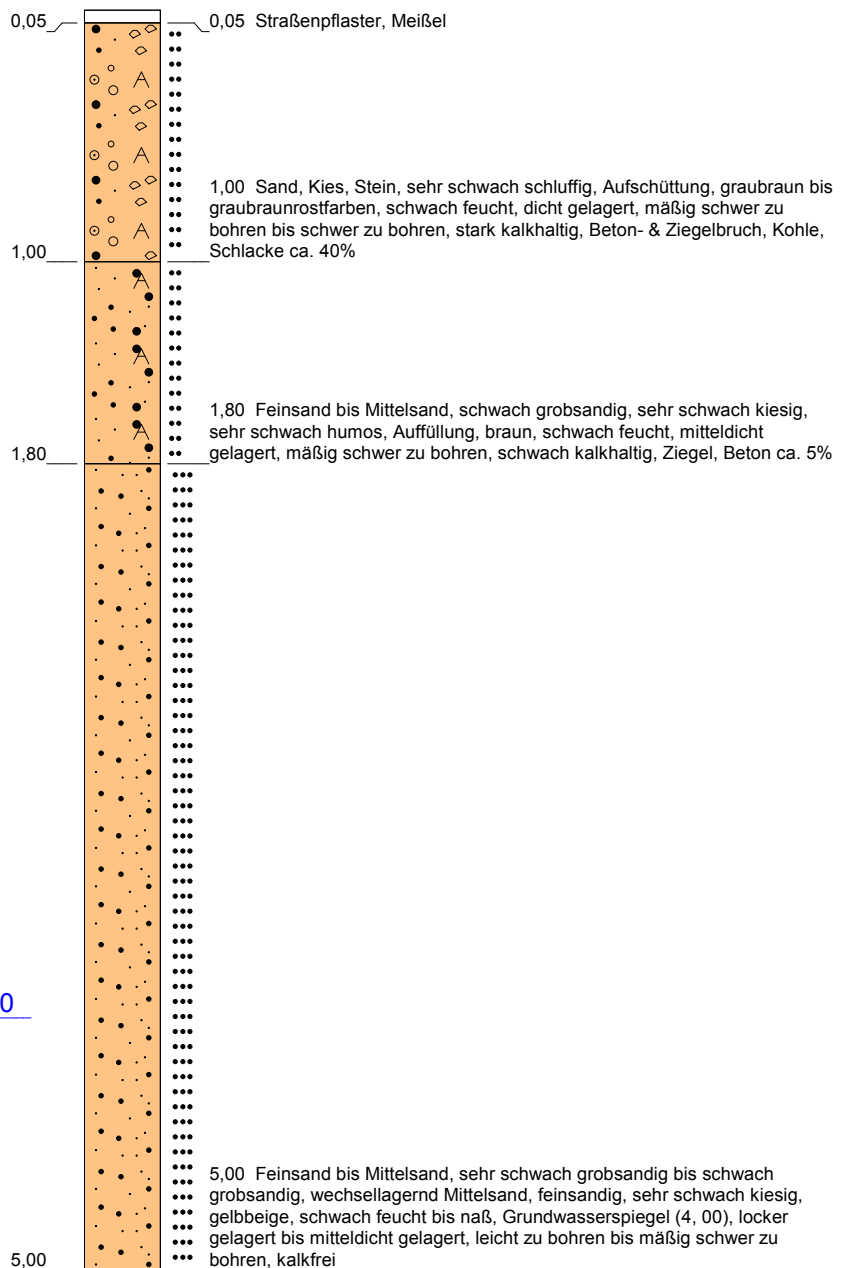 0,05
0,05 Straßenpflaster, Meißel
1,00 Sand, Kies, Stein, sehr schwach schluffig, Aufschüttung, graubraun bis
graubraunrostfarben, schwach feucht, dicht gelagert, mäßig schwer zu
bohren bis schwer zu bohren, stark kalkhaltig, Beton- & Ziegelbruch, Kohle,
Schlacke ca. 40%
1,00
A
A
A
A
A
A
1,80 Feinsand bis Mittelsand, schwach grobsandig, sehr schwach kiesig,
sehr schwach humos, Auffüllung, braun, schwach feucht, mitteldicht
gelagert, mäßig schwer zu bohren, schwach kalkhaltig, Ziegel, Beton ca. 5%
1,80
0
5,00 Feinsand bis Mittelsand, sehr schwach grobsandig bis schwach
grobsandig, wechsellagernd Mittelsand, feinsandig, sehr schwach kiesig,
gelbbeige, schwach feucht bis naß, Grundwasserspiegel (4, 00), locker
gelagert bis mitteldicht gelagert, leicht zu bohren bis mäßig schwer zu
bohren, kalkfrei
5,00